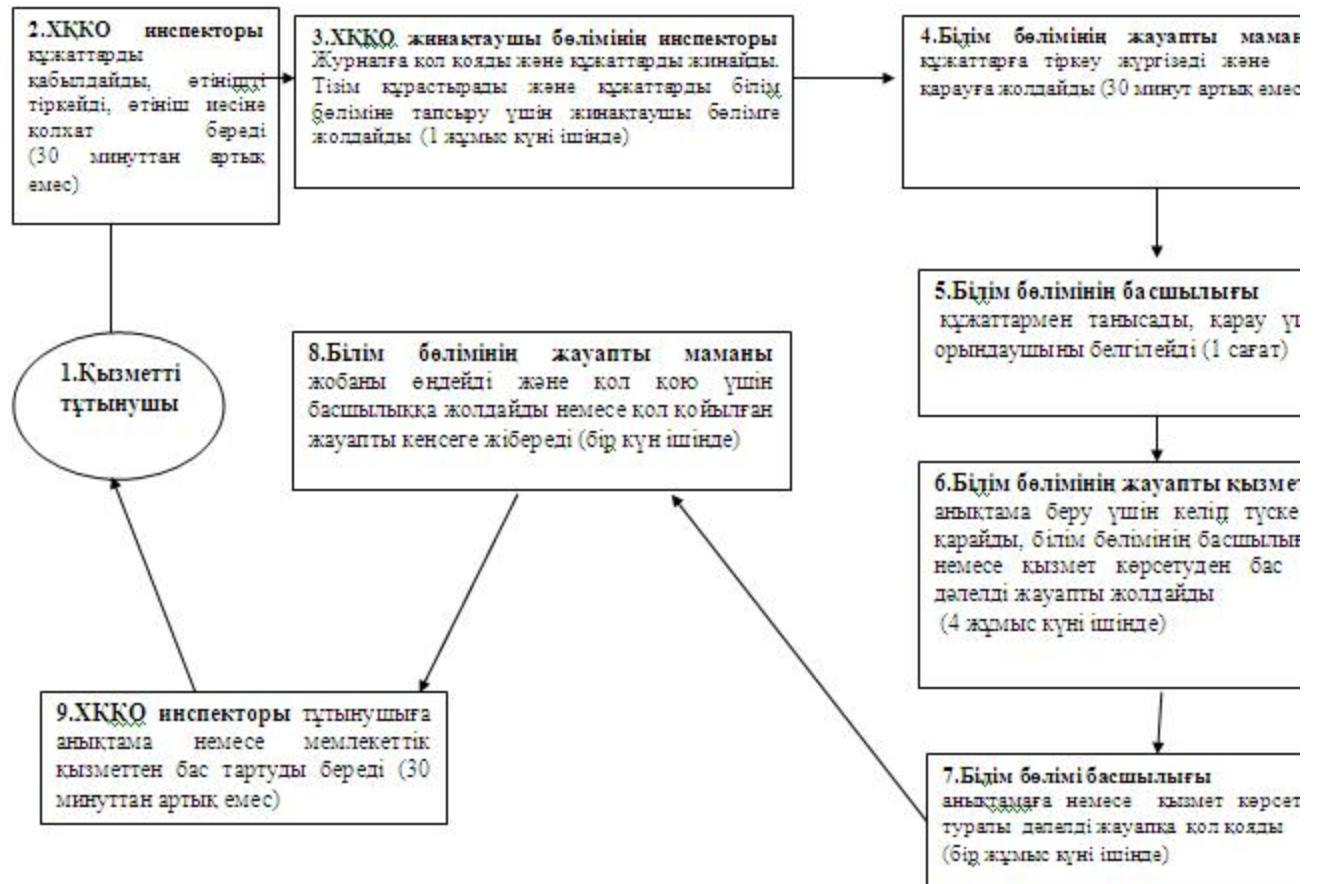 1.Қызметті
тұтынушы
2.ХҚКО инспекторы
құжаттарды
қабылдайды, өтінішті
тіркейді, өтініш иесіне
қолхат береді
(30 минуттан артық
емес)
3.ХҚКО жинақтаушы бөлімінің инспекторы
Журналға қол қояды және құжаттарды жинайды.
Тізім құрастырады және құжаттарды білім
бөліміне тапсыру үшін жинақтаушы бөлімге
жолдайды (1 жұмыс күні ішінде)
4.Білім бөлімінің жауапты
құжаттарға тіркеу жүргізеді және
қарауға жолдайды (30 минут артық емес
5.Білім бөлімінің басшылығы
құжаттармен танысады, қарау
орындаушыны белгілейді (1 сағат)
6.Білім бөлімінің жауапты
анықтама беру үшін келіп
қарайды, білім бөлімінің
немесе қызмет көрсетуден бас
дәлелді жауапты жолдайды
(4 жұмыс күні ішінде)
7.Білім бөлімі басшылығы
анықтамаға немесе қызмет
туралы дәлелді жауапқа қол қояды
(бір жұмыс күні ішінде)
8.Білім бөлімінің жауапты маманы
жобаны өңдейді және қол қою үшін
басшылыққа жолдайды немесе қол қойылған
жауапты кеңсеге жібереді (бір күн ішінде)
9.ХҚКО инспекторы тұтынушыға
анықтама немесе мемлекеттік
қызметтен бас тартуды береді (30
минуттан артық емес)